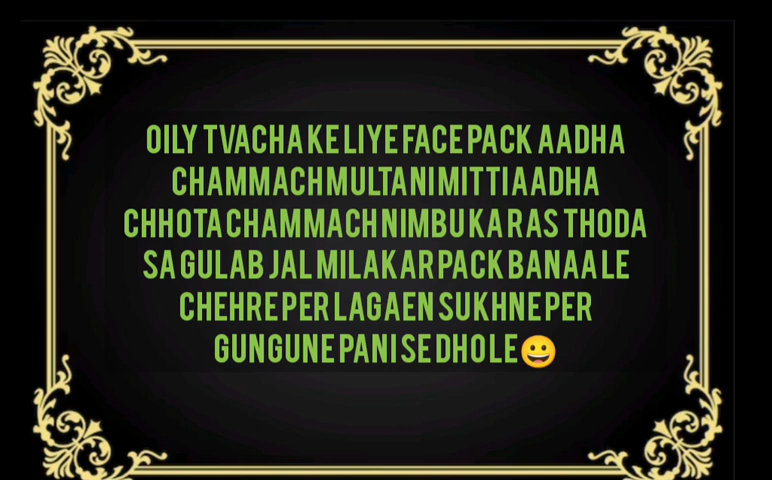 OILY TVACHA KE LIYE FACE PACK AADHA
CHAMMACH MULTANI MITTI AADHA
CHHOTA CHAMMACH NIMBU KA RAS THODA
SA GULAB JAL MILAKAR PACK BANAA LE
CHEHRE PER LAGAEN SUKHNE PER
GUNGUNE PANI SE DHO LE😀